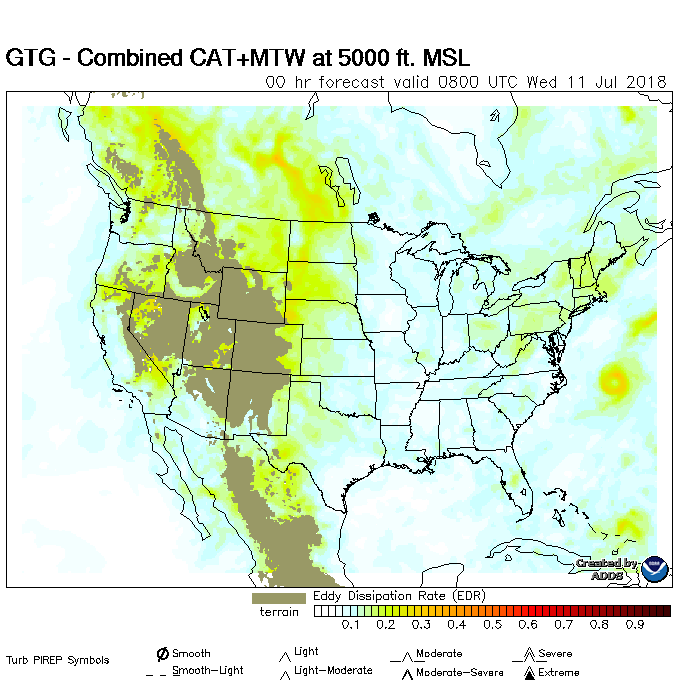 GTG - Combined CAT+MTW at 5000 ft. MSL
00 hr forecast valid 0800 UTC Wed 11 Jul 2018
Created by
ADDS
Eddy Dissipation Rate (EDR)
terrain
0.1 0.2 0.3 0.4 0.5 0.6 0.7 0.8 0.9
Turb PIREP Symbols
Smooth Light Moderate Severe
Smooth-Light Light-Moderate Moderate-Severe Extreme